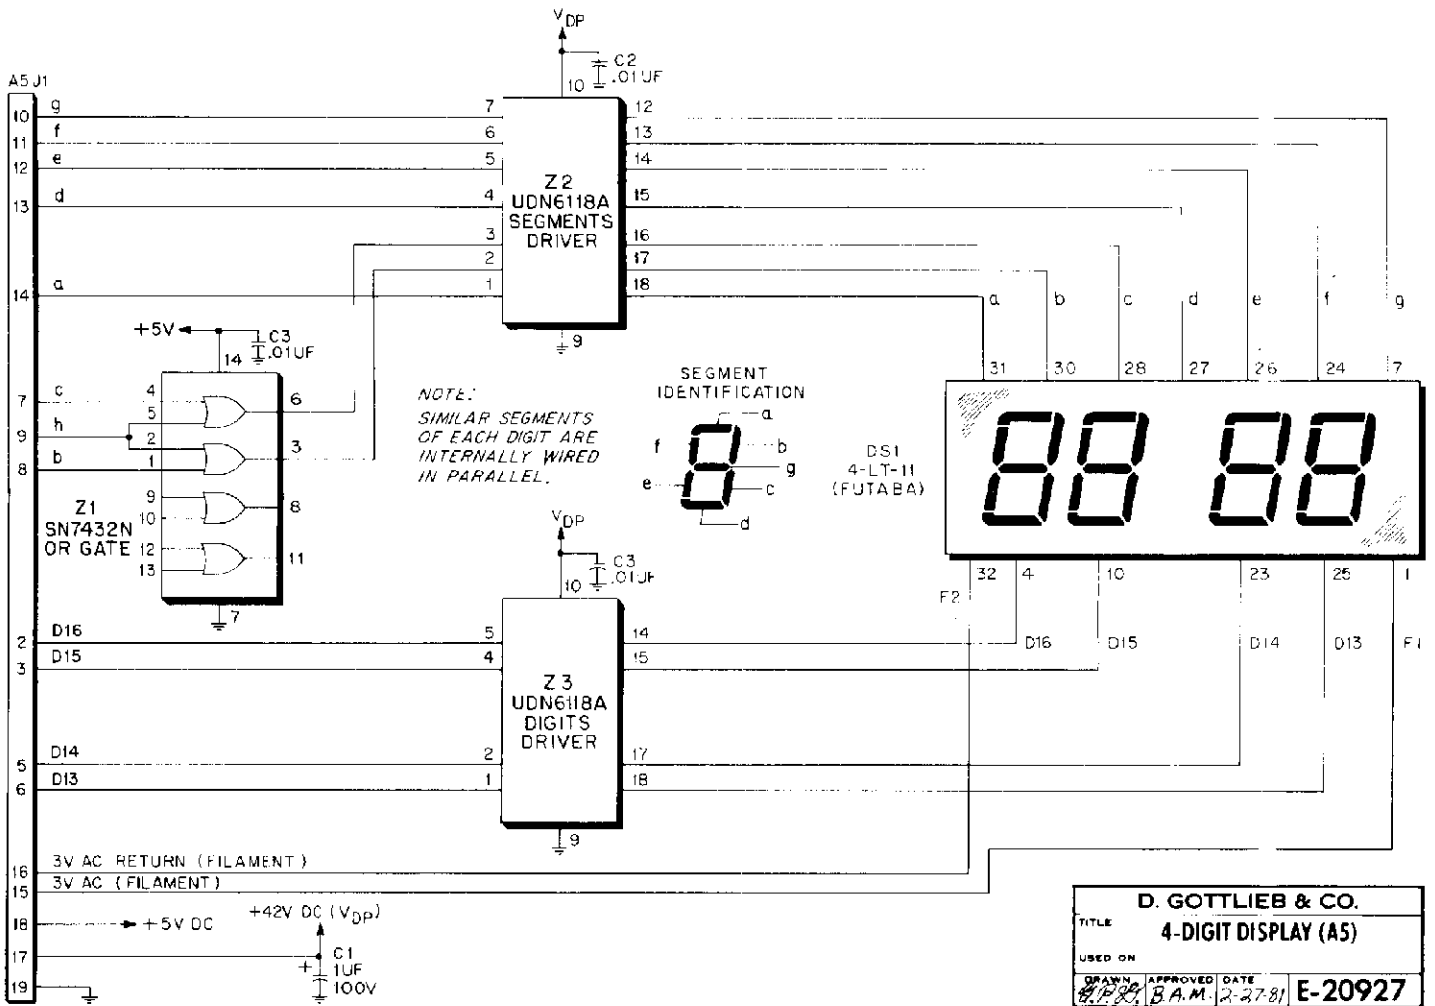 V DP
C2
.01UF
10
A5J1
10 g 7 12
11 f 6 13
12 e 5 14
13 d 4 15
Z2
UDN6118A
SEGMENTS
DRIVER
3 16
2 17
14 a 1 18
9
a b c d e f g
+5V
C3
.01UF
14
31 30 28 27 26 24 7
7 c 4 6
5
9 h 2 3
8 b 1
9 8
10
12 11
13
Z1
SN7432N
OR GATE
7
NOTE:
SIMILAR SEGMENTS
OF EACH DIGIT ARE
INTERNALLY WIRED
IN PARALLEL.
SEGMENT
IDENTIFICATION
a
f b
g
e c
d
DS1
4-LT-11
(FUTABA)
88 88
32 4 10 23 25 1
F2 D16 D15 D14 D13 F1
V DP
C3
.01UF
10
2 D16 5 14
3 D15 4 15
Z3
UDN6118A
DIGITS
DRIVER
5 D14 2 17
6 D13 1 18
9
16 3V AC RETURN (FILAMENT)
15 3V AC (FILAMENT)
18 +5V DC
+42V DC (VDP)
17
+ C1
1UF
100V
19
D. GOTTLIEB & CO.
TITLE 4-DIGIT DISPLAY (A5)
USED ON
DRAWN APPROVED B.A.M. DATE 2-27-81
E-20927